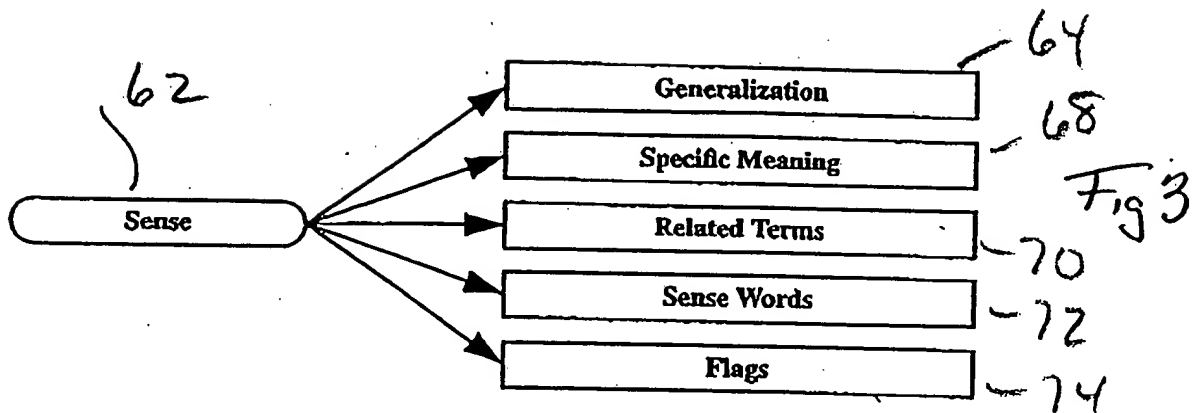 64
Generalization
62
68
Specific Meaning
Fig 3
Sense
Related Terms
70
Sense Words
72
Flags
74